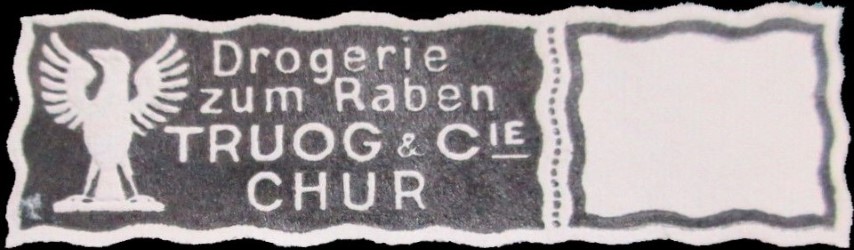 Drogerie
zum Raben
TRUOG & CIE
CHUR